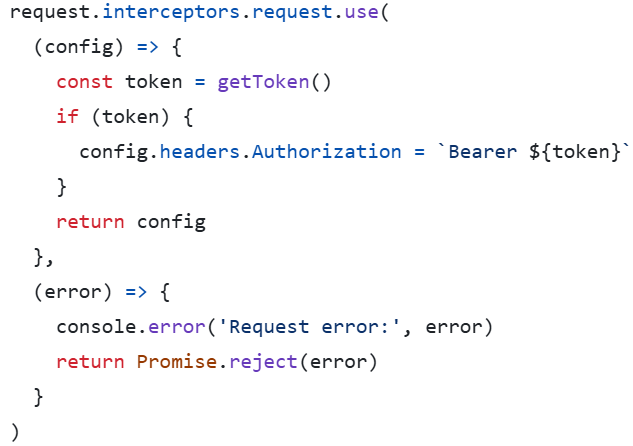 request.interceptors.request.use(
  (config) => {
    const token = getToken()
    if (token) {
      config.headers.Authorization = `Bearer ${token}`
    }
    return config
  },
  (error) => {
    console.error('Request error:', error)
    return Promise.reject(error)
  }
)